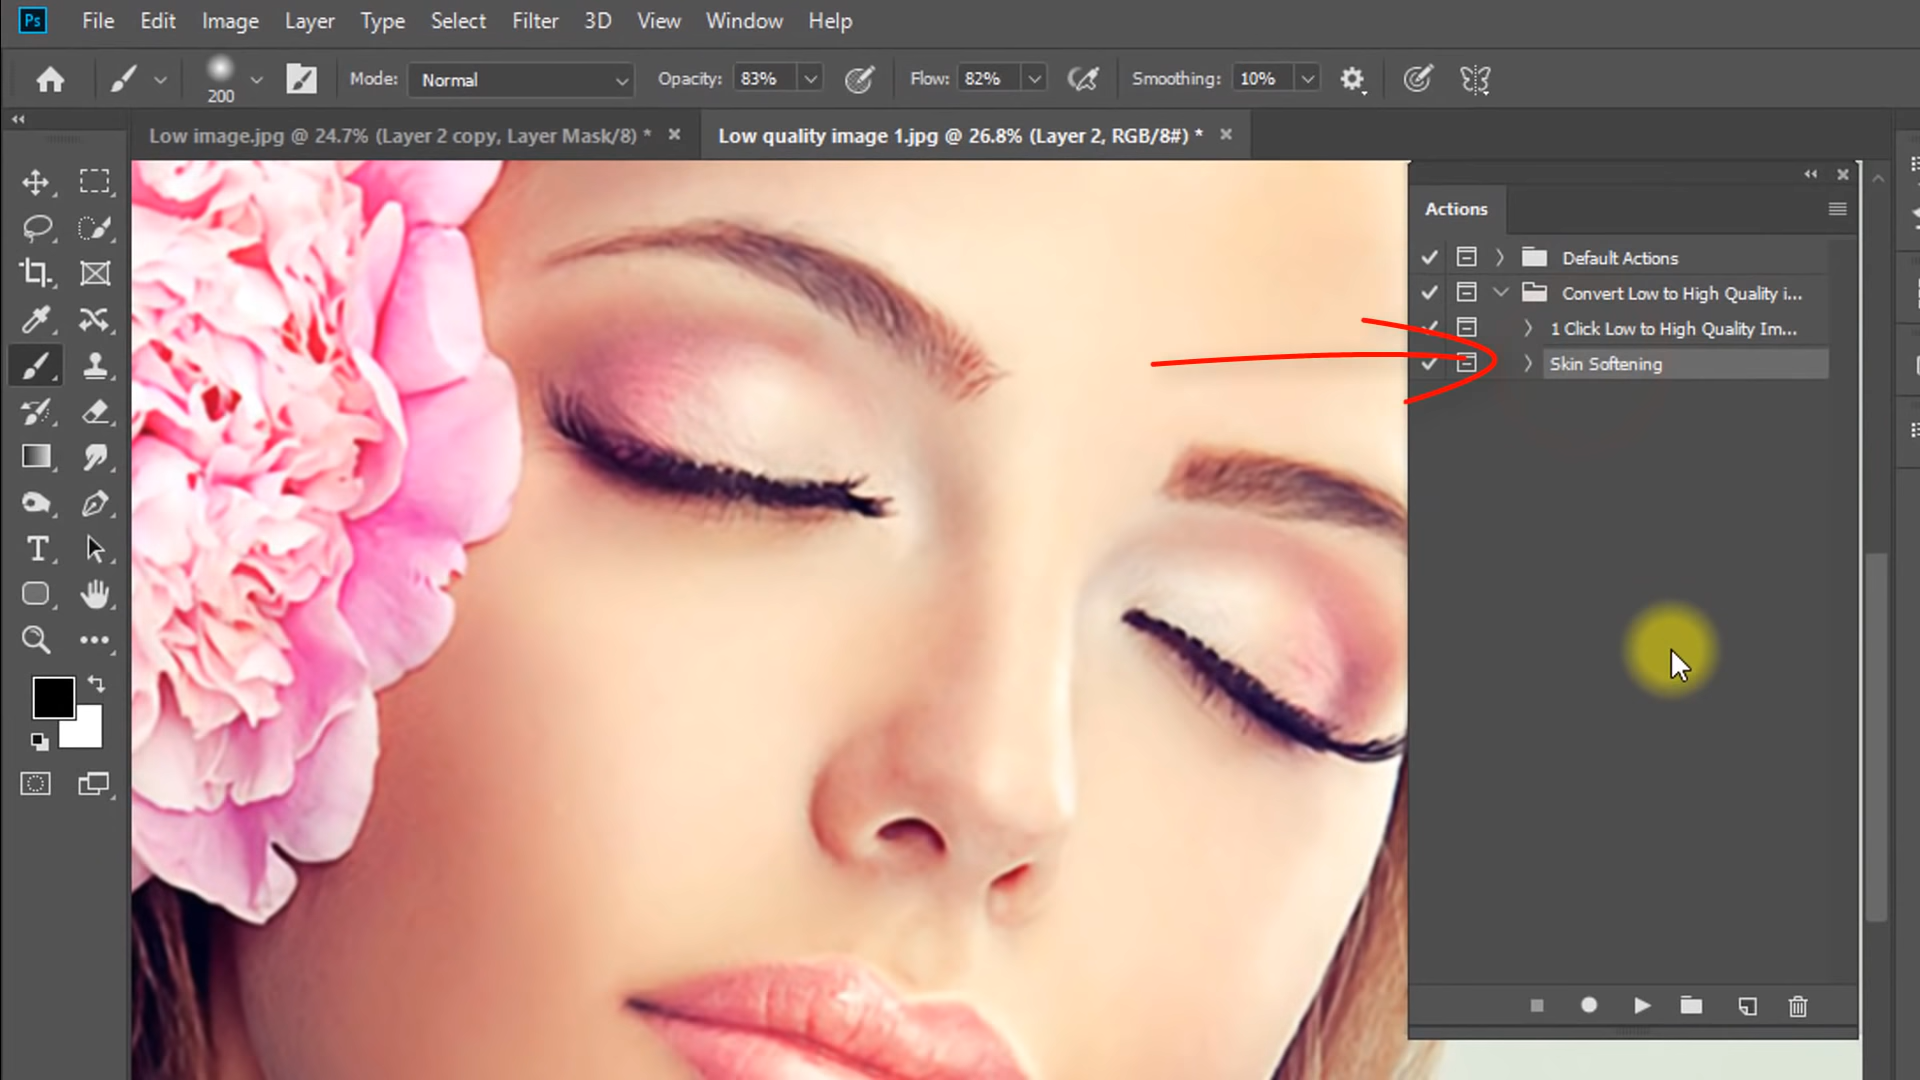 Ps File Edit Image Layer Type Select Filter 3D View Window Help
200 Mode: Normal Opacity: 83% Flow: 82% Smoothing: 10%
Low image.jpg @ 24.7% (Layer 2 copy, Layer Mask/8) * Low quality image 1.jpg @ 26.8% (Layer 2, RGB/8#) *
Actions
Default Actions
Convert Low to High Quality i...
1 Click Low to High Quality Im...
Skin Softening